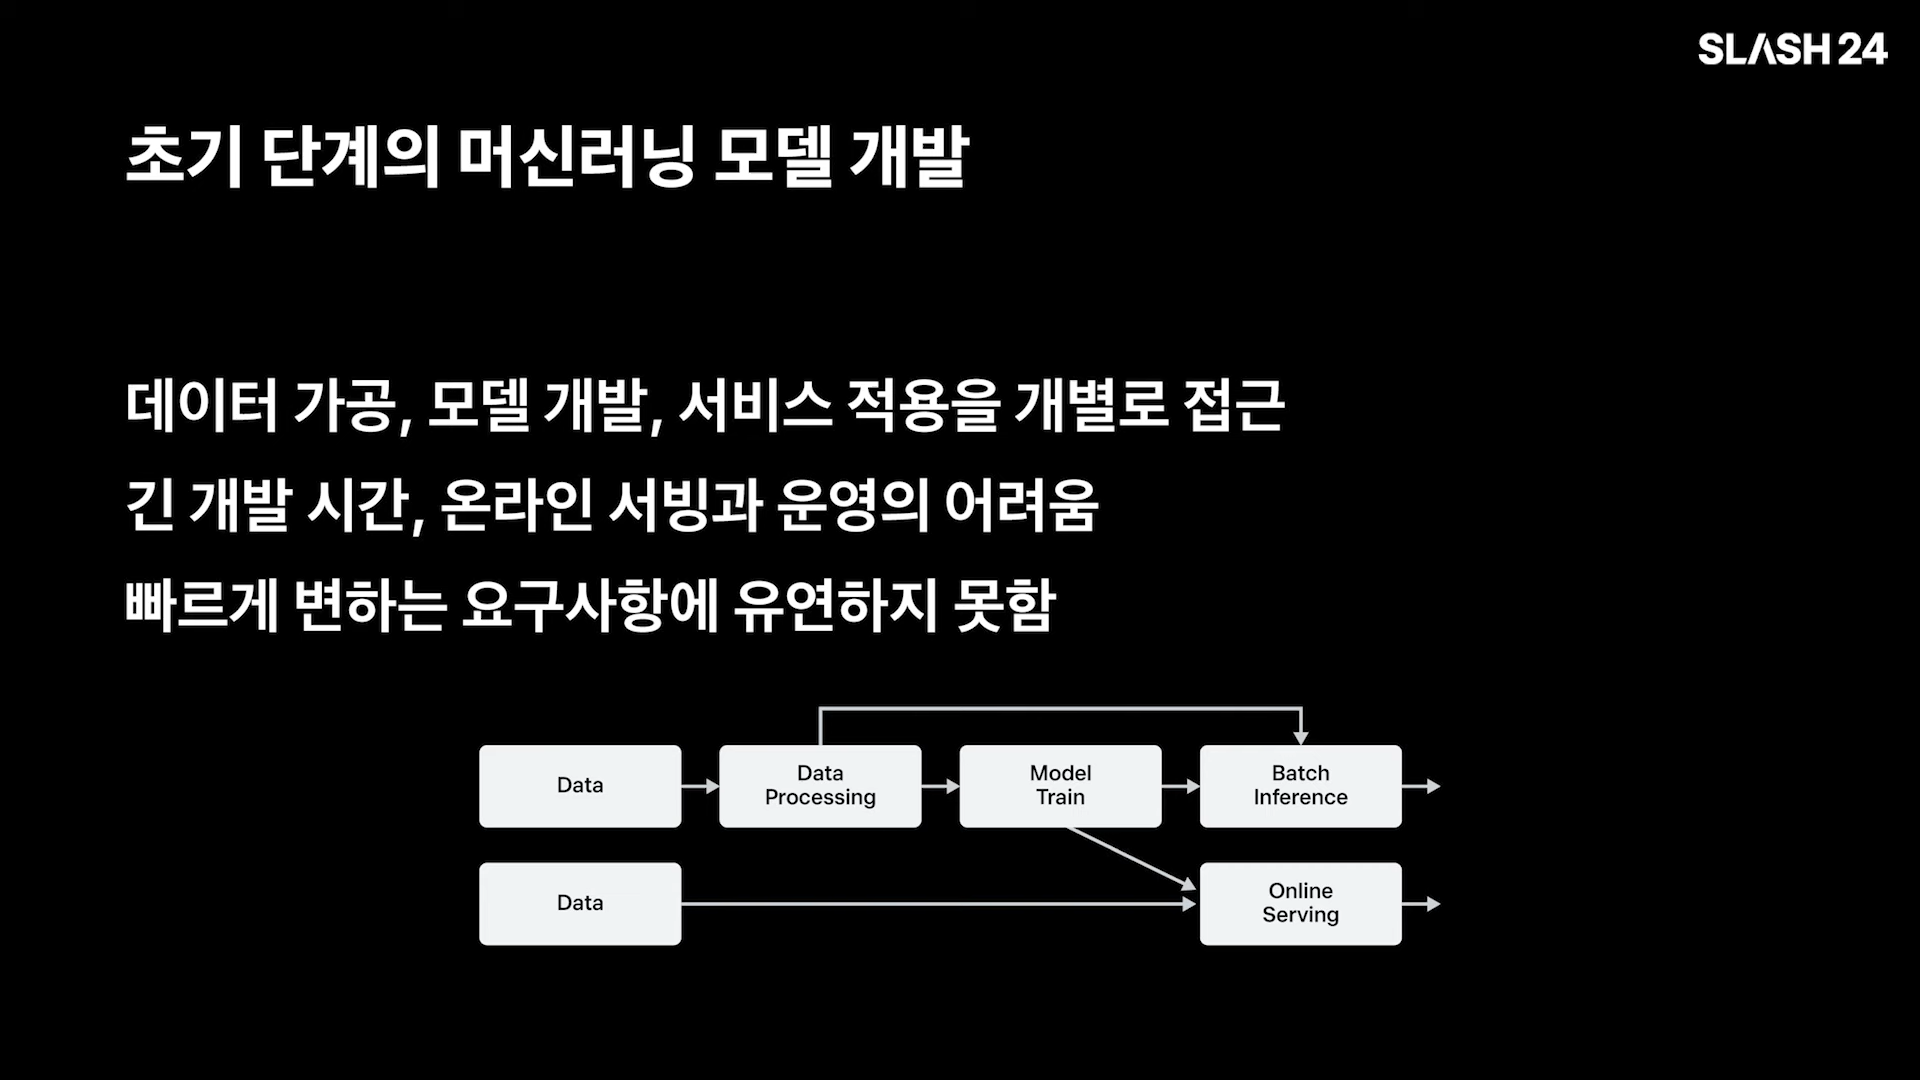 SLASH 24
초기 단계의 머신러닝 모델 개발
데이터 가공, 모델 개발, 서비스 적용을 개별로 접근
긴 개발 시간, 온라인 서빙과 운영의 어려움
빠르게 변하는 요구사항에 유연하지 못함
Data
Data
Processing
Model
Train
Batch
Inference
Data
Online
Serving